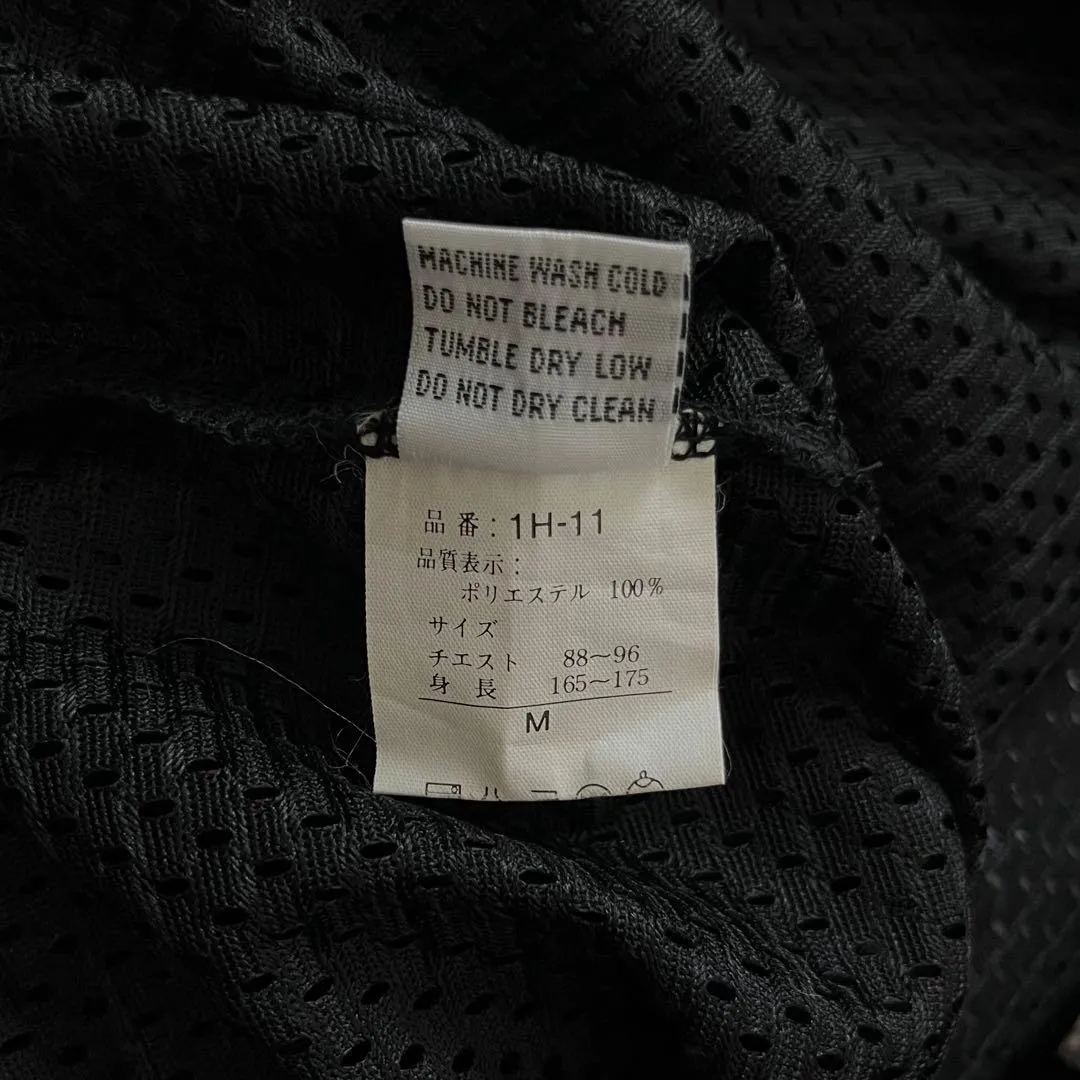 MACHINE WASH COLD
DO NOT BLEACH
TUMBLE DRY LOW
DO NOT DRY CLEAN
品番: 1H-11
品質表示:
ポリエステル 100%
サイズ
チエスト 88~96
身長 165~175
M